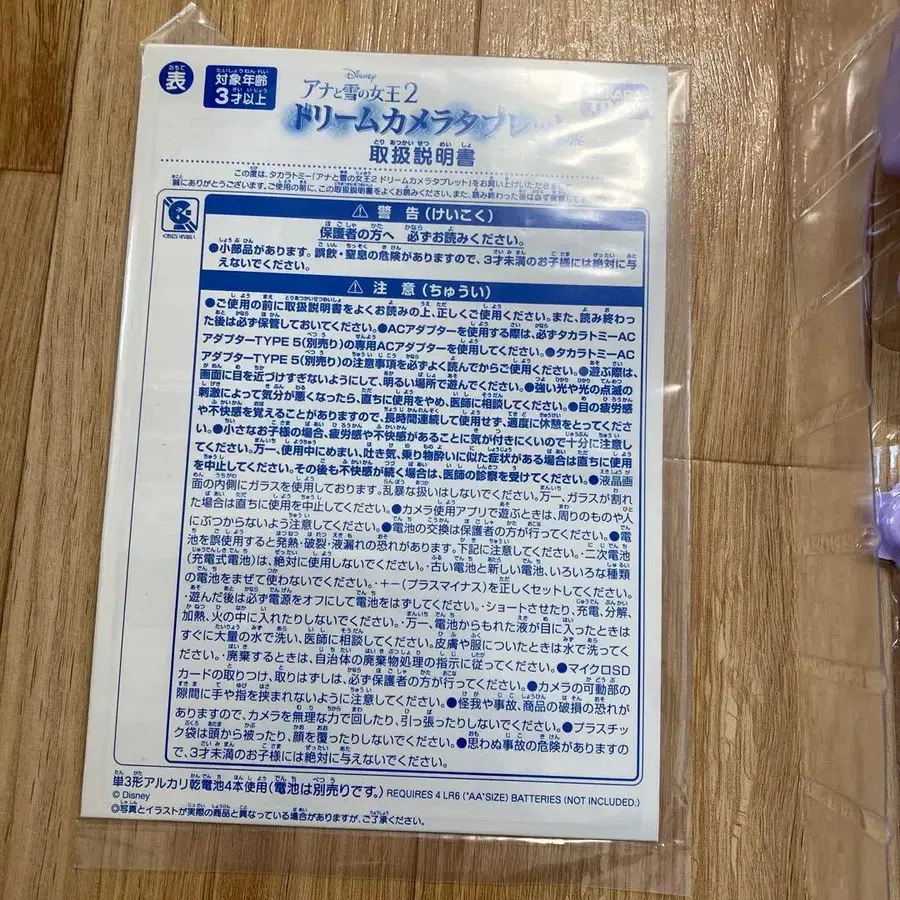 表
おもて
対象年齢
たいしょうねんれい
3才以上
さいいじょう
Disney
アナと雪の女王2
ドリームカメラタブレット
取扱説明書
とりあつかいせつめいしょ
この度は、タカラトミー「アナと雪の女王2 ドリームカメラタブレット」をお買い上げいただきまして
誠にありがとうございます。ご使用の前に、この取扱説明書をよくお読みください。また、読み終わった後は必ず保管して
くちにいれない
警 告(けいこく)
保護者の方へ 必ずお読みください。
●小部品があります。誤飲・窒息の危険がありますので、3才未満のお子様には絶対に与
えないでください。
注 意(ちゅうい)
●ご使用の前に取扱説明書をよくお読みの上、正しくご使用ください。また、読み終わっ
た後は必ず保管しておいてください。●ACアダプターを使用する際は、必ずタカラトミーAC
アダプターTYPE 5(別売り)の専用ACアダプターを使用してください。●タカラトミーAC
アダプターTYPE 5(別売り)の注意事項を必ずよく読んでからご使用ください。●遊ぶ際は、
画面に目を近づけすぎないようにして、明るい場所で遊んでください。●強い光や光の点滅の
刺激によって気分が悪くなったら、直ちに使用をやめ、医師に相談してください。●目の疲労感
や不快感を覚えることがありますので、長時間連続して使用せず、適度に休憩をとってくださ
い。●小さなお子様の場合、疲労感や不快感があることに気が付きにくいので十分に注意し
てください。万一、使用中にめまい、吐き気、乗り物酔いに似た症状がある場合は直ちに使用
を中止してください。その後も不快感が続く場合は、医師の診察を受けてください。●液晶画
面の内側にガラスを使用しております。乱暴な扱いはしないでください。万一、ガラスが割れ
た場合は直ちに使用を中止してください。●カメラ使用アプリで遊ぶときは、周りのものや人
にぶつからないよう注意してください。●電池の交換は保護者の方が行ってください。●電
池を誤使用すると発熱・破裂・液漏れの恐れがあります。下記に注意してください。・二次電池
(充電式電池)は、絶対に使用しないでください。・古い電池と新しい電池、いろいろな種類
の電池をまぜて使わないでください。・+-(プラスマイナス)を正しくセットしてください。
・遊んだ後は必ず電源をオフにして電池をはずしてください。・ショートさせたり、充電、分解、
加熱、火の中に入れたりしないでください。・万一、電池からもれた液が目に入ったときは
すぐに大量の水で洗い、医師に相談してください。皮膚や服についたときは水で洗ってく
ださい。・廃棄するときは、自治体の廃棄物処理の指示に従ってください。●マイクロSD
カードの取りつけ、取りはずしは、必ず保護者の方が行ってください。●カメラの可動部の
隙間に手や指を挟まれないように注意してください。●怪我や事故、商品の破損の恐れが
ありますので、カメラを無理な力で回したり、引っ張ったりしないでください。●プラスチッ
ク袋は頭から被ったり、顔を覆ったりしないでください。●思わぬ事故の危険がありますの
で、3才未満のお子様には絶対に与えないでください。
単3形アルカリ乾電池4本使用(電池は別売りです。) REQUIRES 4 LR6 ("AA"SIZE) BATTERIES (NOT INCLUDED.)
© Disney
◎写真とイラストが実際の商品と異なっている場合がありますが、ご了承ください。